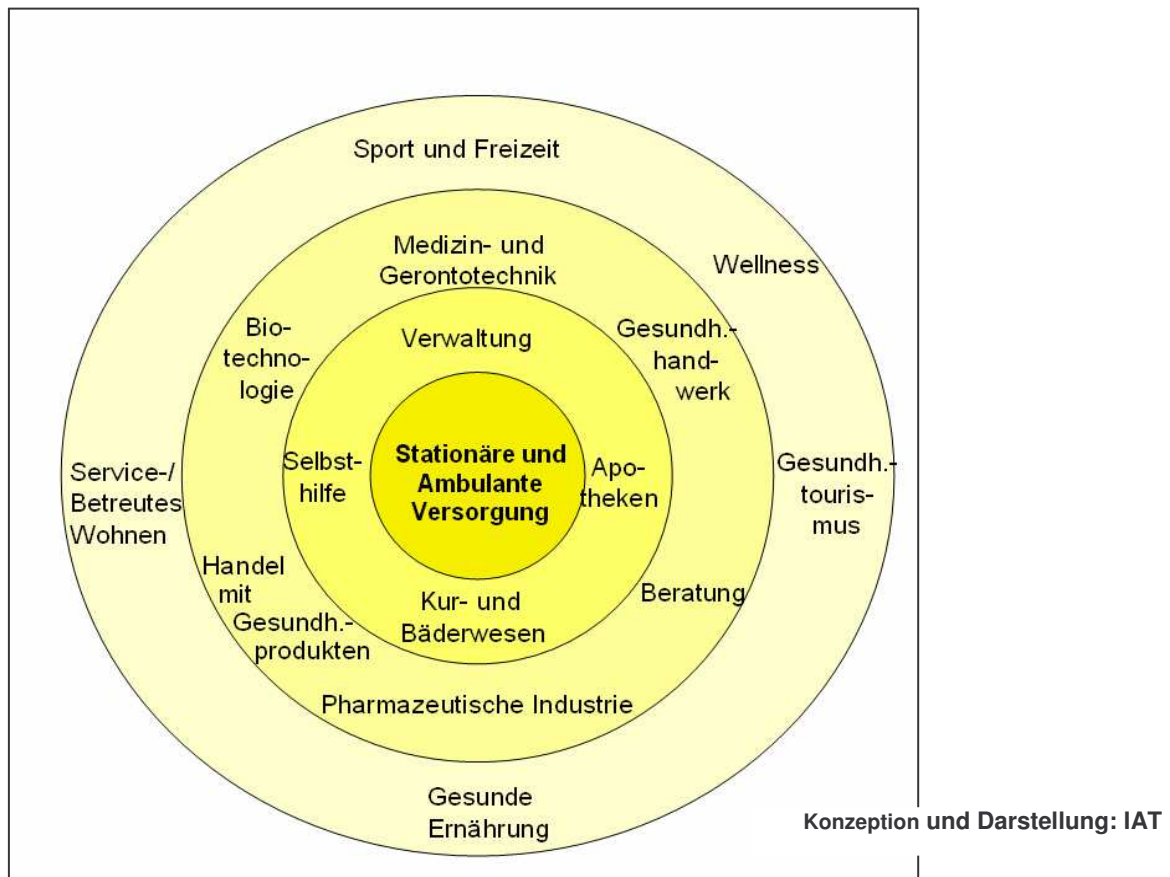 Sport und Freizeit
Wellness
Medizin- und
Gerontotechnik
Bio-
technolo-
logie
Gesundh.-
hand-
werk
Verwaltung
Stationäre und
Ambulante
Versorgung
Selbst-
hilfe
Apo-
theken
Service-/
Betreutes
Wohnen
Gesundh.-
touris-
mus
Handel
mit
Gesundh.-
produkten
Kur- und
Bäderwesen
Beratung
Pharmazeutische Industrie
Gesunde
Ernährung
Konzeption und Darstellung: IAT